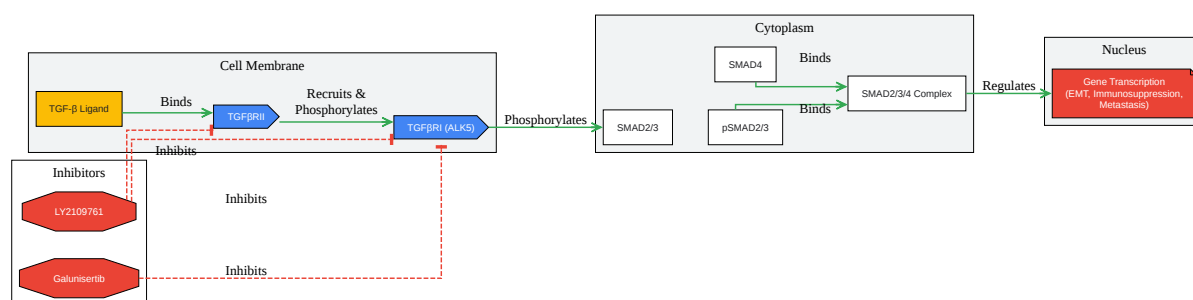 Cytoplasm
Nucleus
Cell Membrane
SMAD4
Binds
TGF-β Ligand
Binds
TGFβRII
Recruits &
Phosphorylates
TGFβRI (ALK5)
Phosphorylates
SMAD2/3
pSMAD2/3
Binds
SMAD2/3/4 Complex
Regulates
Gene Transcription
(EMT, Immunosuppression,
Metastasis)
Inhibits
Inhibitors
LY2109761
Inhibits
Galunisertib
Inhibits